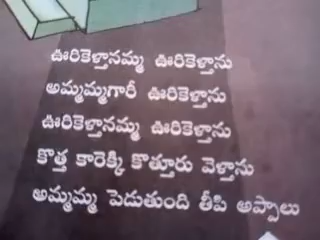 ఊరికెళ్తానమ్మ ఊరికెళ్తాను
అమ్మమ్మగారీ ఊరికెళ్తాను
ఊరికెళ్తానమ్మ ఊరికెళ్తాను
కొత్త కారెక్కి కొత్తూరు వెళ్తాను
అమ్మమ్మ పెడుతుంది తీపి అప్పాలు